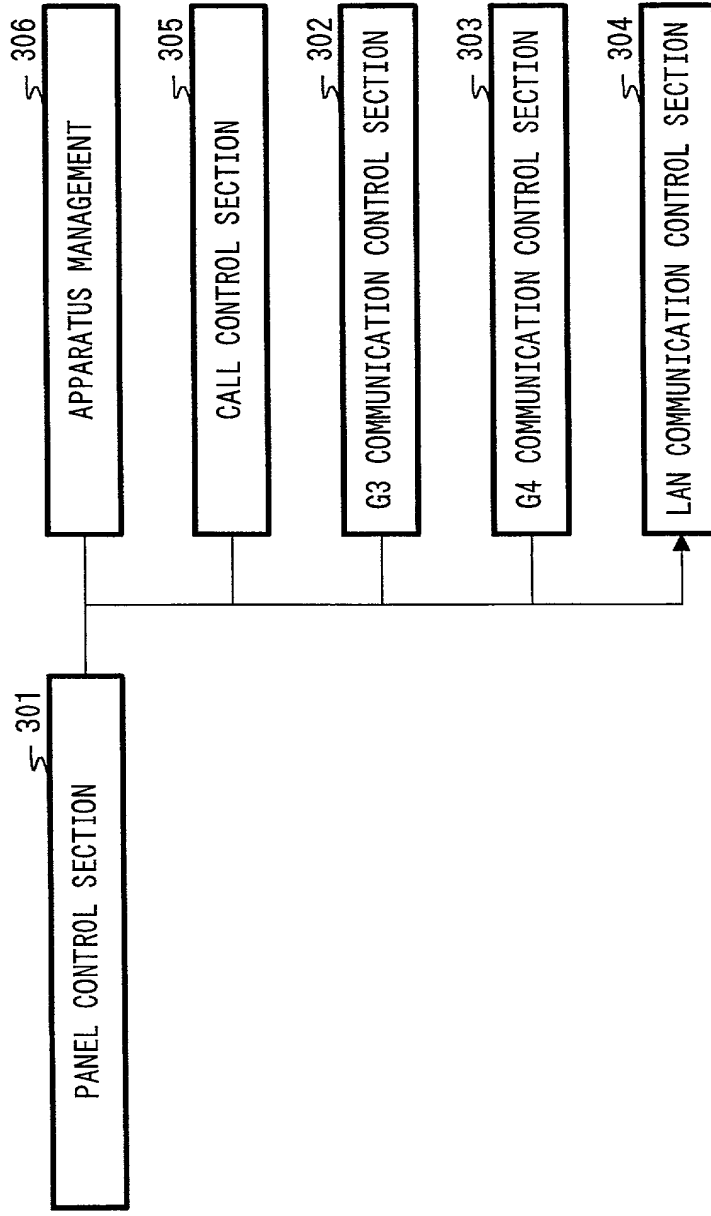 301
PANEL CONTROL SECTION
306
APPARATUS MANAGEMENT
305
CALL CONTROL SECTION
302
G3 COMMUNICATION CONTROL SECTION
303
G4 COMMUNICATION CONTROL SECTION
304
LAN COMMUNICATION CONTROL SECTION